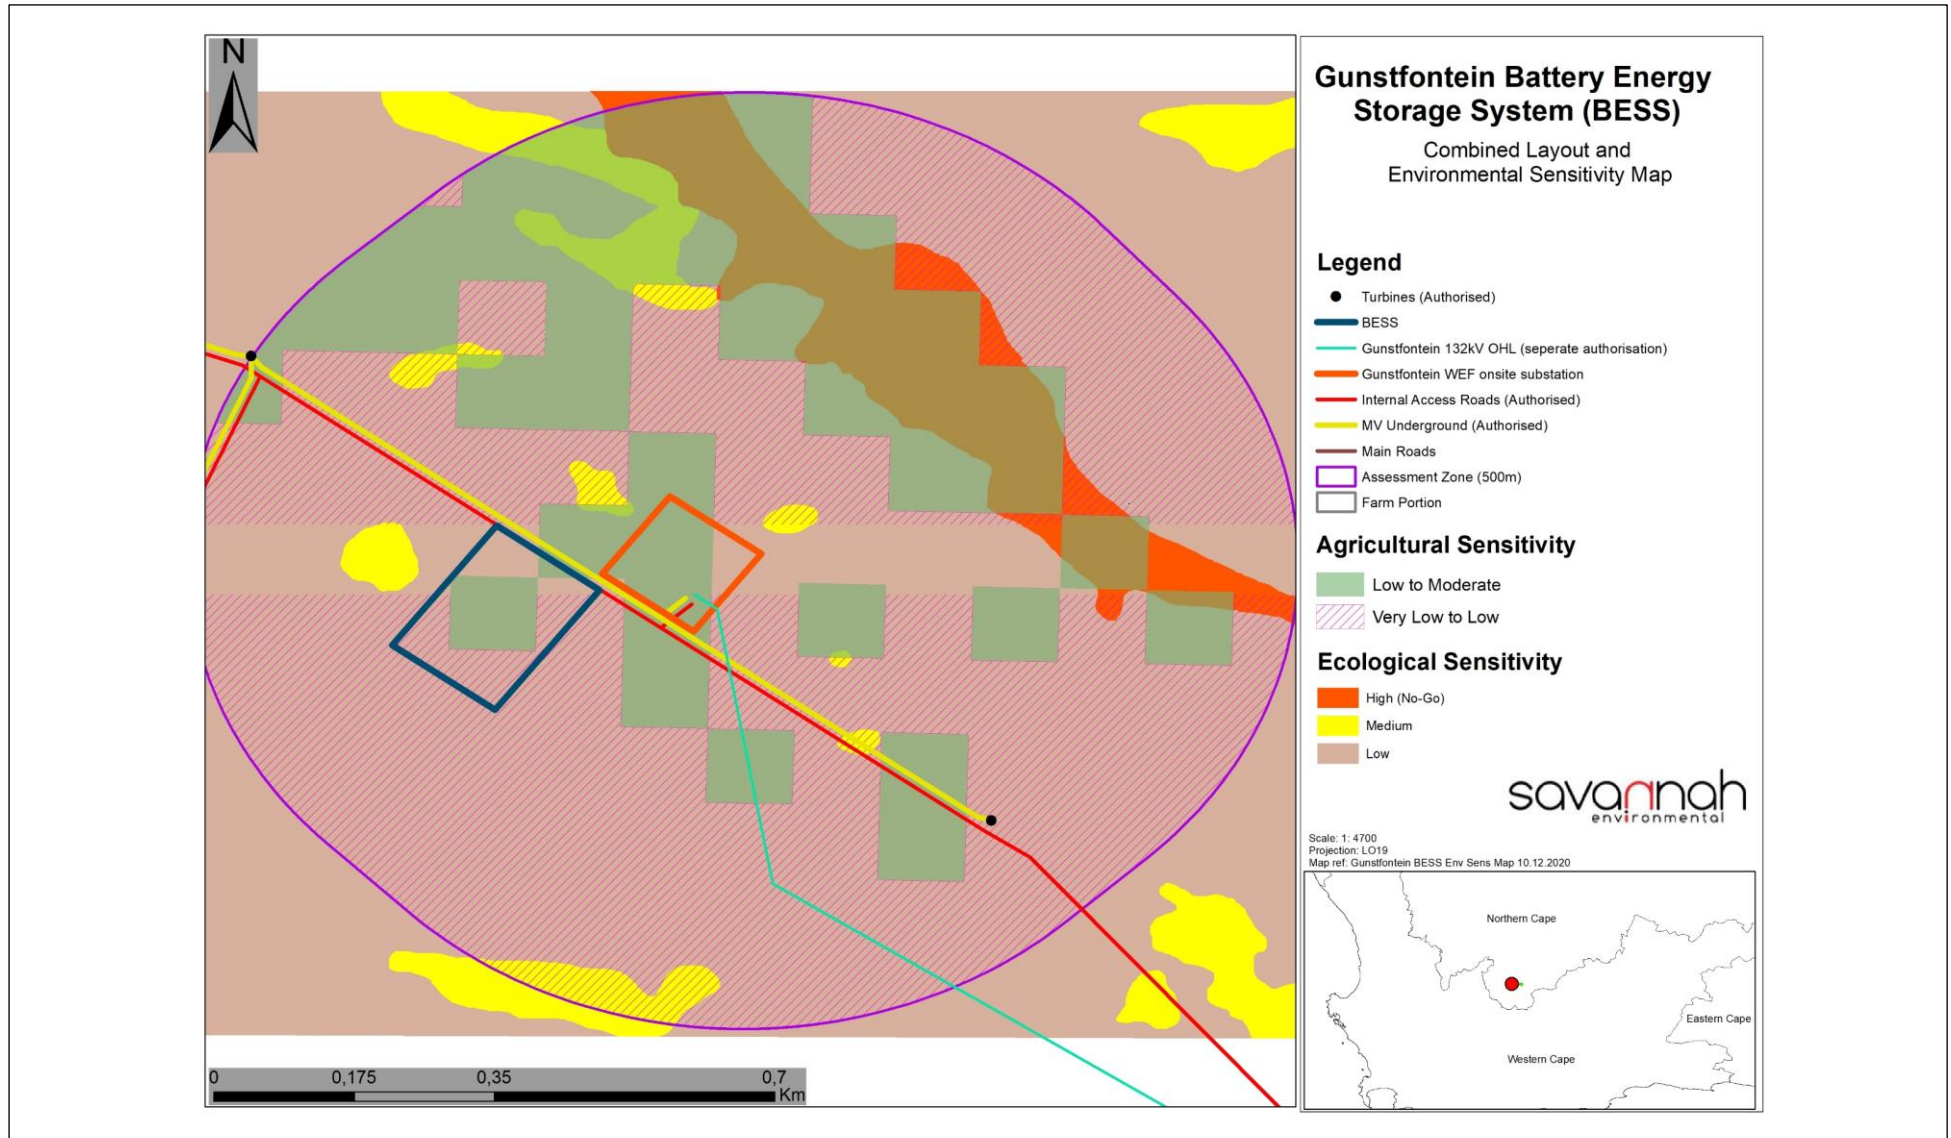 N
Gunstfontein Battery Energy
Storage System (BESS)
Combined Layout and
Environmental Sensitivity Map
Legend
Turbines (Authorised)
BESS
Gunstfontein 132kV OHL (seperate authorisation)
Gunstfontein WEF onsite substation
Internal Access Roads (Authorised)
MV Underground (Authorised)
Main Roads
Assessment Zone (500m)
Farm Portion
Agricultural Sensitivity
Low to Moderate
Very Low to Low
Ecological Sensitivity
High (No-Go)
Medium
Low
savannah
environmental
Scale: 1: 4700
Projection: LO19
Map ref: Gunstfontein BESS Env Sens Map 10.12.2020
Northern Cape
Eastern Cape
Western Cape
0 0,175 0,35 0,7
Km